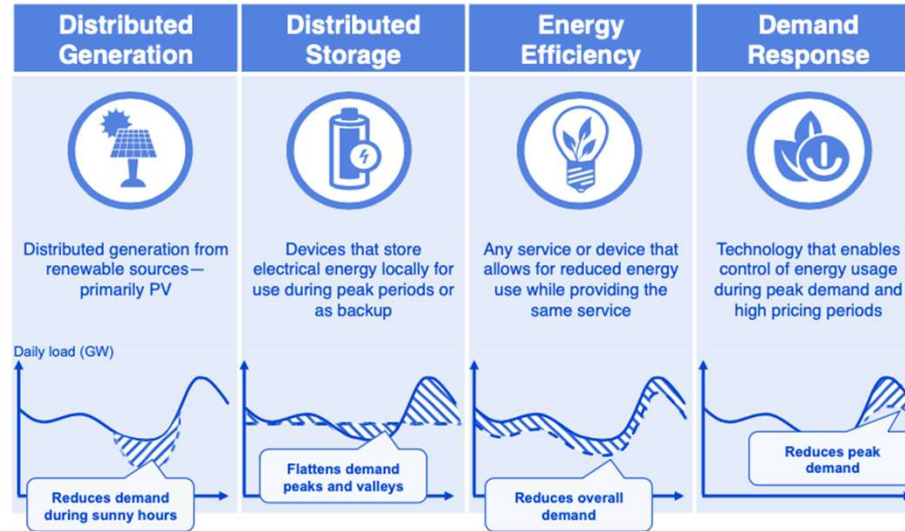 Distributed
Generation
Distributed
Storage
Energy
Efficiency
Demand
Response
Distributed generation from
renewable sources—
primarily PV
Devices that store
electrical energy locally for
use during peak periods or
as backup
Any service or device that
allows for reduced energy
use while providing the
same service
Technology that enables
control of energy usage
during peak demand and
high pricing periods
Daily load (GW)
Reduces demand
during sunny hours
Flattens demand
peaks and valleys
Reduces overall
demand
Reduces peak
demand